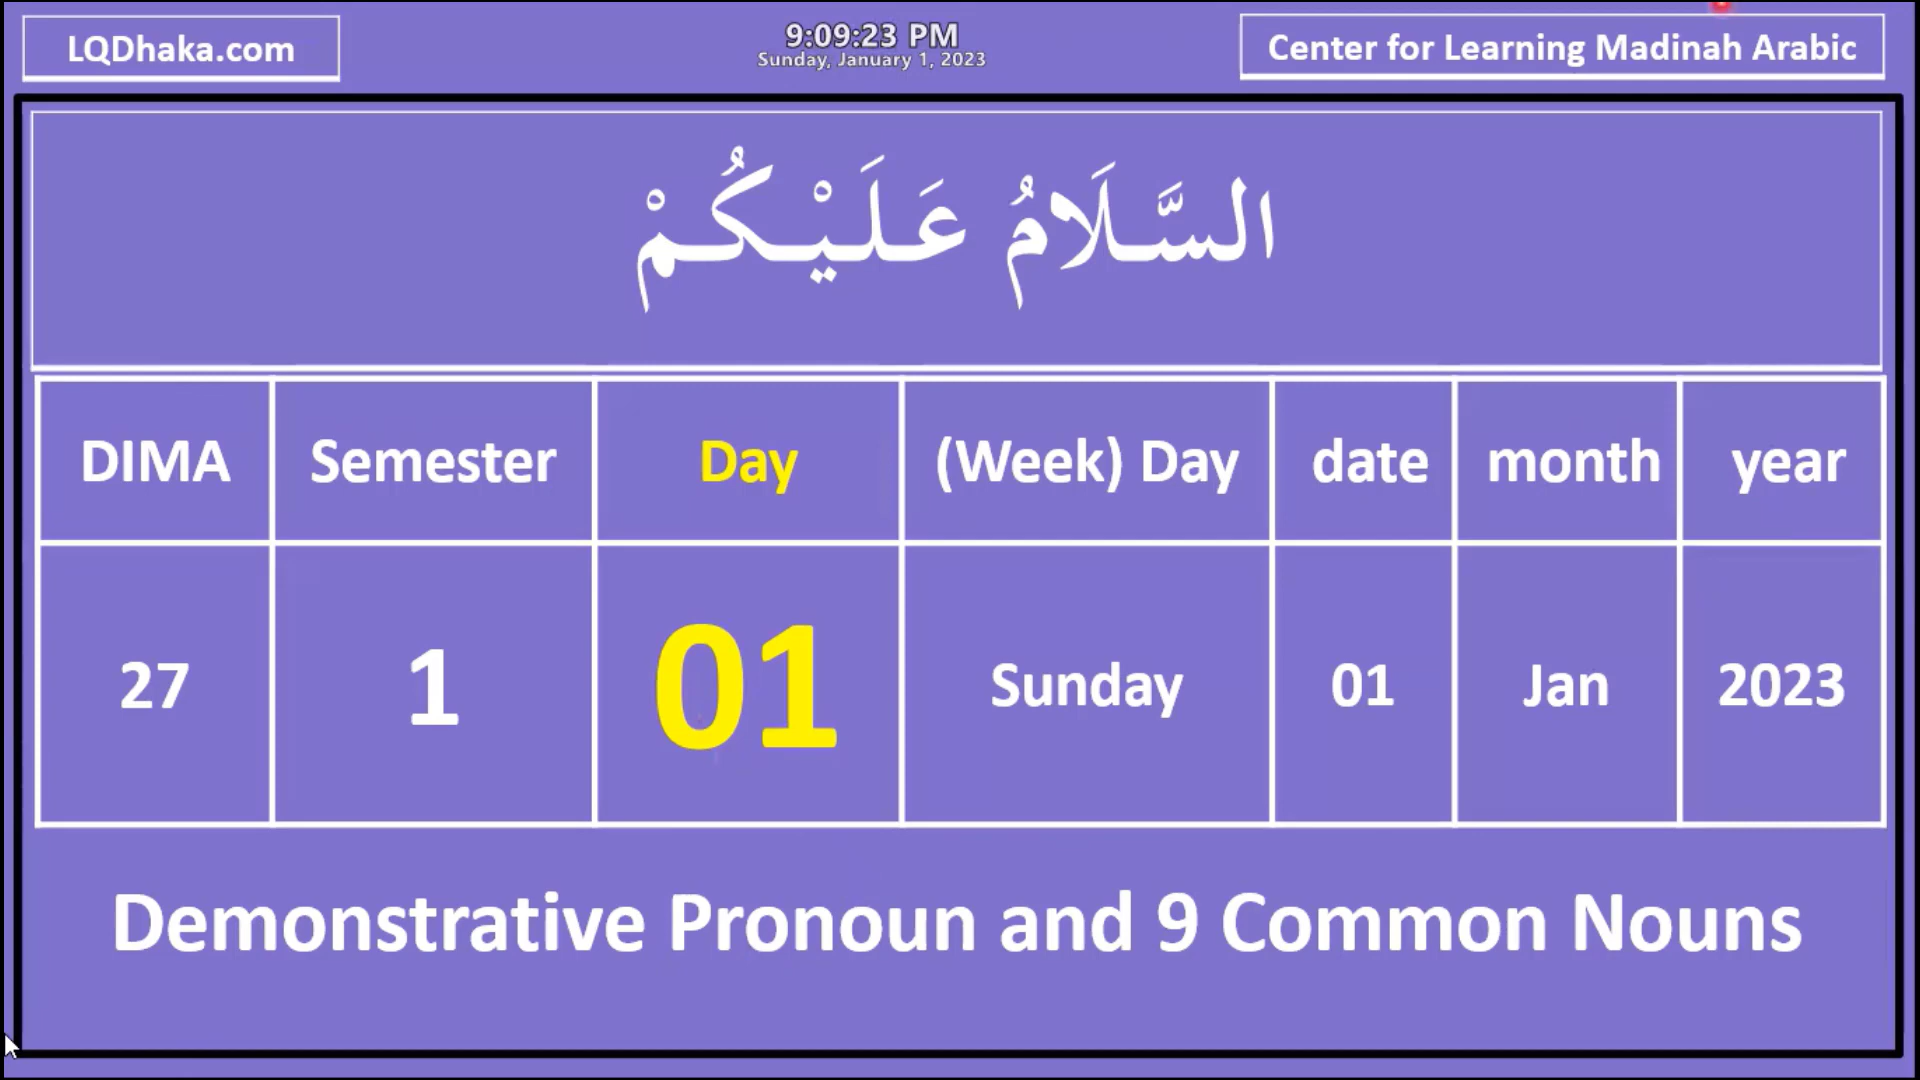 LQDhaka.com
9:09:23 PM
Sunday, January 1, 2023
Center for Learning Madinah Arabic
السَّلَامُ عَلَيْكُمْ
DIMA Semester Day (Week) Day date month year
27 1 01 Sunday 01 Jan 2023
Demonstrative Pronoun and 9 Common Nouns